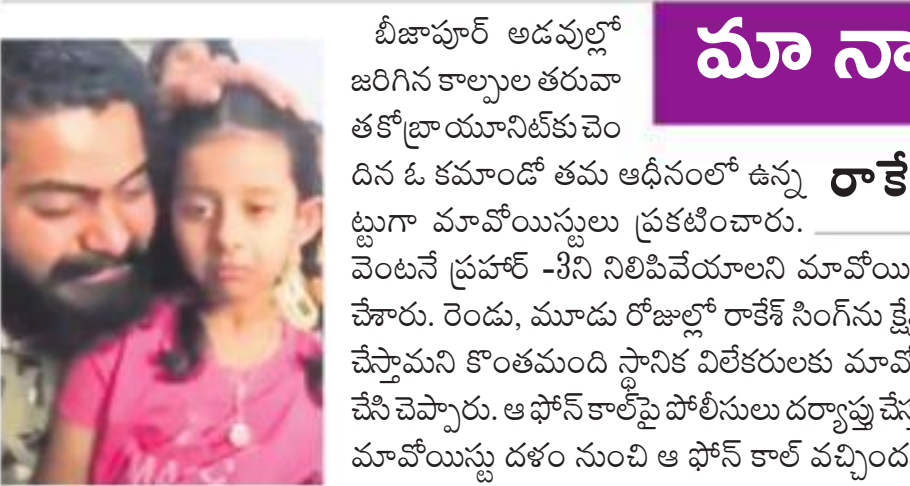 మా నా
రాకే
బీజాపూర్ అడవుల్లో
జరిగిన కాల్పుల తరువా
తకోబ్రా యూనిట్‌కు చెం
దిన ఓ కమాండో తమ ఆధీనంలో ఉన్న
ట్టుగా మావోయిస్టులు ప్రకటించారు.
వెంటనే ప్రహార్ -3ని నిలిపివేయాలని మావోయి
చేశారు. రెండు, మూడు రోజుల్లో రాకేశ్ సింగ్‌ను క్షే
చేస్తామని కొంతమంది స్థానిక విలేకరులకు మావో
చేసి చెప్పారు. ఆ ఫోన్ కాల్‌పై పోలీసులు దర్యాప్తు చేస్త
మావోయిస్టు దళం నుంచి ఆ ఫోన్ కాల్ వచ్చింద